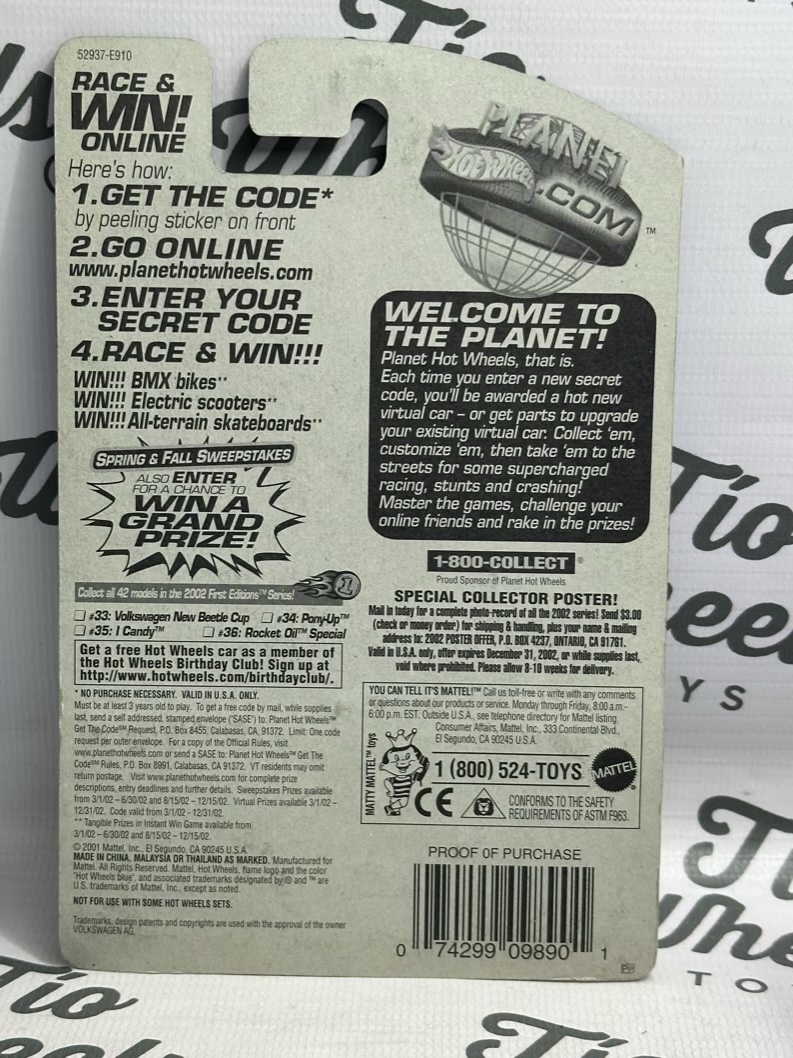 52937-E910
RACE &
WIN!
ONLINE
Here's how:
1.GET THE CODE*
by peeling sticker on front
2.GO ONLINE
www.planethotwheels.com
3.ENTER YOUR
SECRET CODE
4.RACE & WIN!!!
WIN!!! BMX bikes**
WIN!!! Electric scooters**
WIN!!! All-terrain skateboards**
SPRING & FALL SWEEPSTAKES
ALSO ENTER
FOR A CHANCE TO
WIN A
GRAND
PRIZE!
Collect all 42 models in the 2002 First Editions™ Series!
1
#33: Volkswagen New Beetle Cup #34: Pony-Up™
#35: I Candy™ #36: Rocket Oil™ Special
Get a free Hot Wheels car as a member of
the Hot Wheels Birthday Club! Sign up at
http://www.hotwheels.com/birthdayclub/.
* NO PURCHASE NECESSARY. VALID IN U.S.A. ONLY.
Must be at least 3 years old to play. To get a free code by mail, while supplies
last, send a self addressed, stamped envelope ('SASE') to: Planet Hot Wheels™
Get The Code℠ Request, P.O. Box 8455, Calabasas, CA, 91372. Limit: One code
request per outer envelope. For a copy of the Official Rules, visit
www.planethotwheels.com or send a SASE to: Planet Hot Wheels™ Get The
Code℠ Rules, P.O. Box 8991, Calabasas, CA 91372. VT residents may omit
return postage. Visit www.planethotwheels.com for complete prize
descriptions, entry deadlines and further details. Sweepstakes Prizes available
from 3/1/02 - 6/30/02 and 8/15/02 - 12/15/02. Virtual Prizes available 3/1/02 -
12/31/02. Code valid from 3/1/02 - 12/31/02.
** Tangible Prizes in Instant Win Game available from
3/1/02 - 6/30/02 and 8/15/02 - 12/15/02.
© 2001 Mattel, Inc., El Segundo, CA 90245 U.S.A.
MADE IN CHINA, MALAYSIA OR THAILAND AS MARKED. Manufactured for
Mattel. All Rights Reserved. Mattel, Hot Wheels, flame logo and the color
"Hot Wheels blue", and associated trademarks designated by ® and ™ are
U.S. trademarks of Mattel, Inc., except as noted.
NOT FOR USE WITH SOME HOT WHEELS SETS.
Trademarks, design patents and copyrights are used with the approval of the owner
VOLKSWAGEN AG.
PLANET
HOT WHEELS
.COM
™
WELCOME TO
THE PLANET!
Planet Hot Wheels, that is.
Each time you enter a new secret
code, you'll be awarded a hot new
virtual car – or get parts to upgrade
your existing virtual car. Collect 'em,
customize 'em, then take 'em to the
streets for some supercharged
racing, stunts and crashing!
Master the games, challenge your
online friends and rake in the prizes!
1-800-COLLECT®
Proud Sponsor of Planet Hot Wheels
SPECIAL COLLECTOR POSTER!
Mail in today for a complete photo-record of all the 2002 series! Send $3.00
(check or money order) for shipping & handling, plus your name & mailing
address to: 2002 POSTER OFFER, P.O. BOX 4237, ONTARIO, CA 91761.
Valid in U.S.A. only, offer expires December 31, 2002, or while supplies last,
void where prohibited. Please allow 8-10 weeks for delivery.
YOU CAN TELL IT'S MATTEL!™ Call us toll-free or write with any comments
or questions about our products or service. Monday through Friday, 8:00 a.m.-
6:00 p.m. EST. Outside U.S.A., see telephone directory for Mattel listing.
Consumer Affairs, Mattel, Inc., 333 Continental Blvd.,
El Segundo, CA 90245 U.S.A.
MATTY MATTEL™ toys
1 (800) 524-TOYS
MATTEL
CE
CONFORMS TO THE SAFETY
REQUIREMENTS OF ASTM F963.
PROOF OF PURCHASE
0 74299 09890 1
Tío
Wheels
TOYS